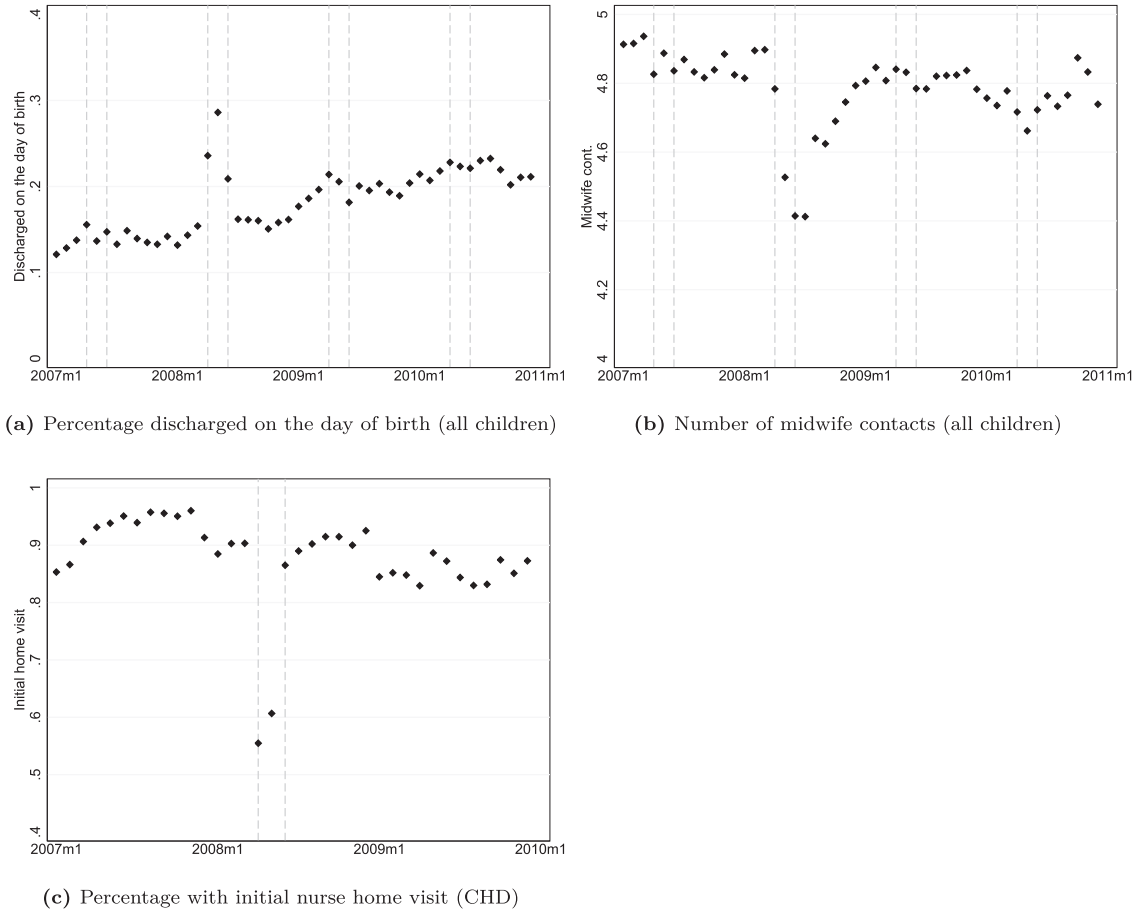 0 .1 .2 .3 .4
Discharged on the day of birth
2007m1 2008m1 2009m1 2010m1 2011m1
(a) Percentage discharged on the day of birth (all children)
4 4.2 4.4 4.6 4.8 5
Midwife cont.
2007m1 2008m1 2009m1 2010m1 2011m1
(b) Number of midwife contacts (all children)
.4 .5 .6 .7 .8 .9 1
Initial home visit
2007m1 2008m1 2009m1 2010m1
(c) Percentage with initial nurse home visit (CHD)